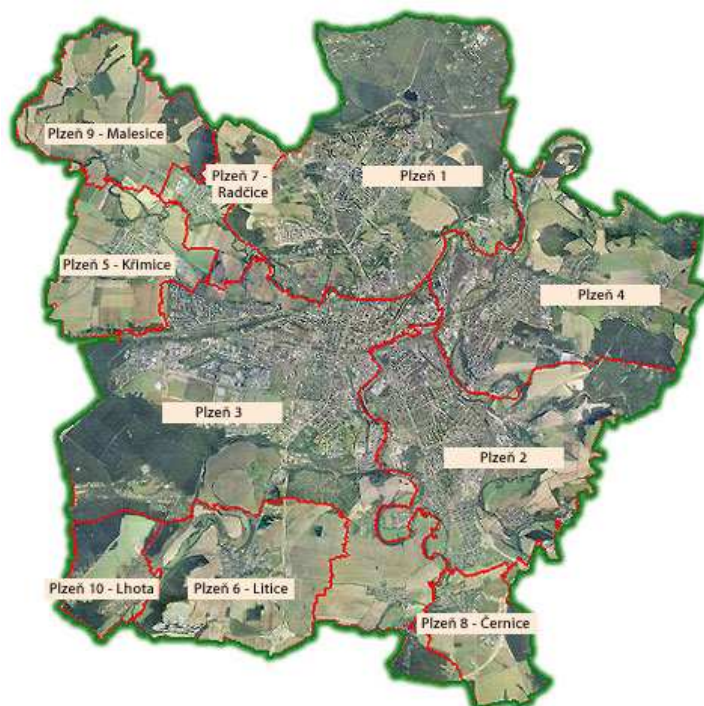 Plzeň 9 - Malesice
Plzeň 7 -
Radčice
Plzeň 1
Plzeň 5 - Křimice
Plzeň 4
Plzeň 3
Plzeň 2
Plzeň 10 - Lhota
Plzeň 6 - Litice
Plzeň 8 - Černice